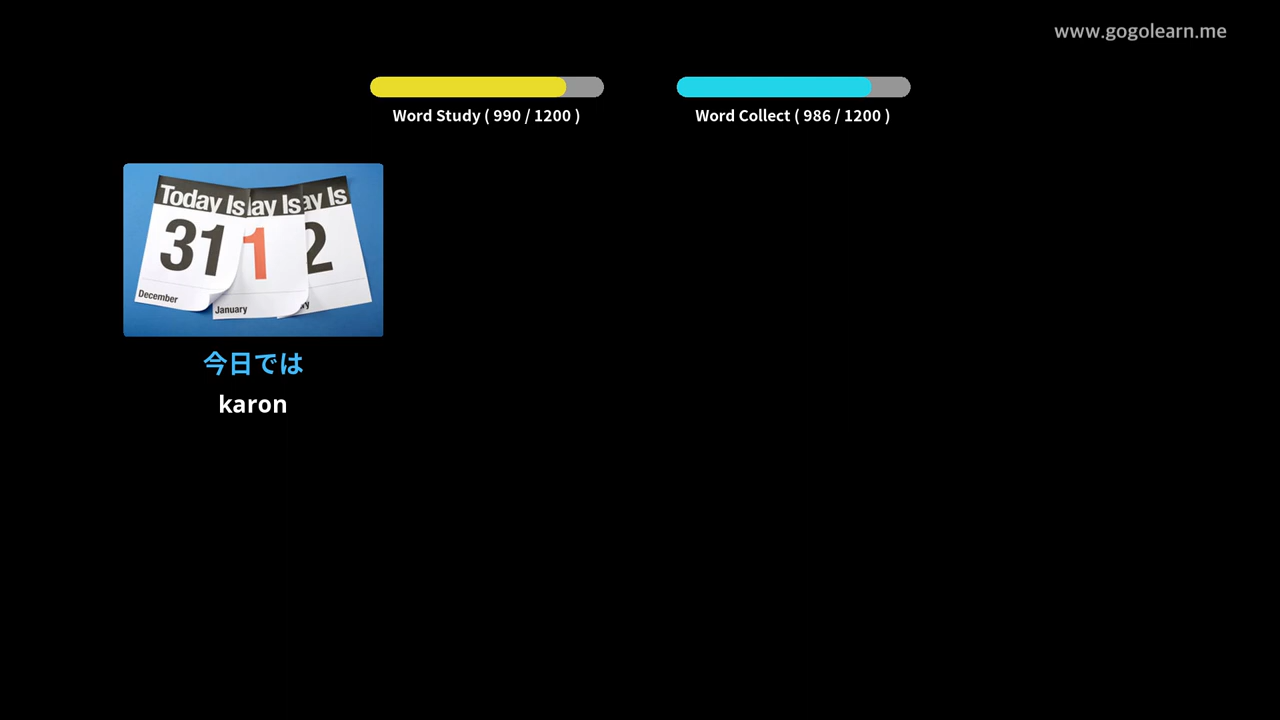 www.gogolearn.me
Word Study ( 990 / 1200 )
Word Collect ( 986 / 1200 )
Today Is
ay Is
ay Is
31
1
2
December
January
ry
今日では
karon